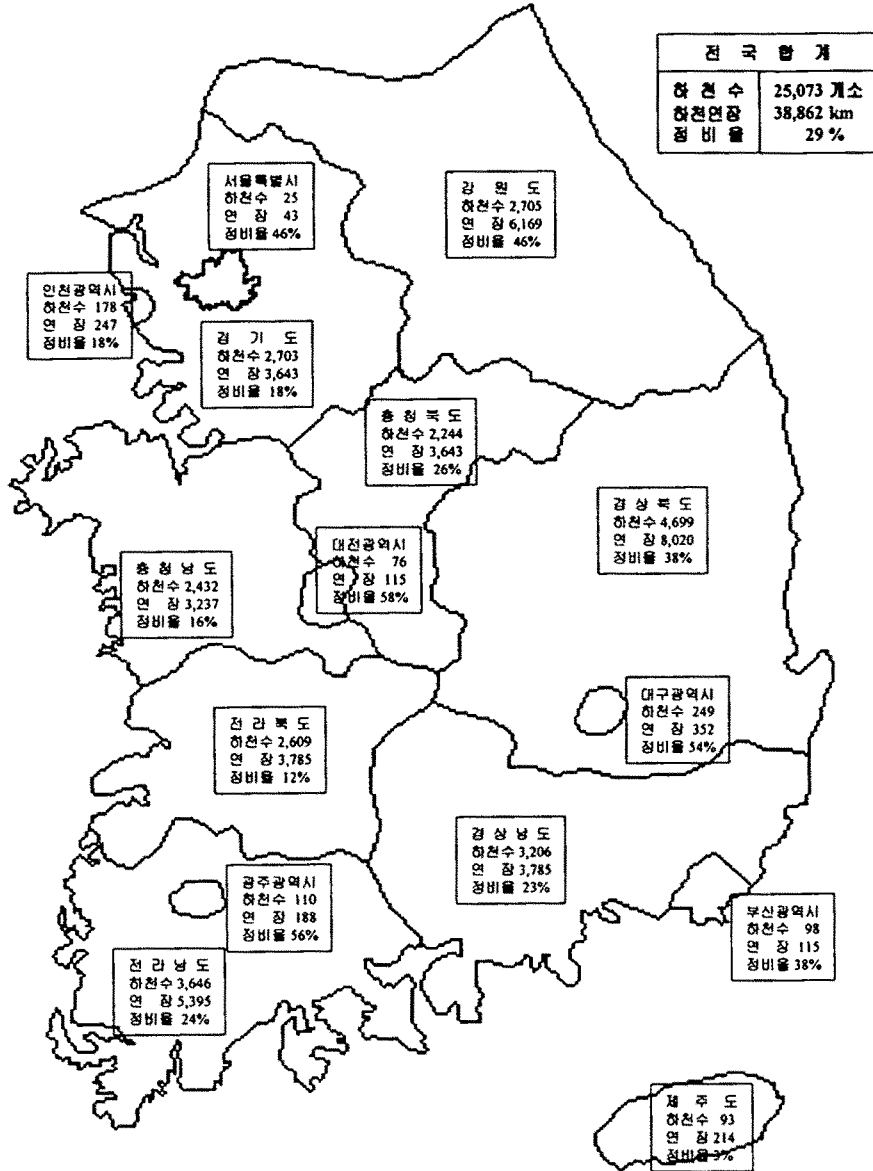 전 국 합 계
하 천 수 25,073 개소
하천연장 38,862 km
정 비 율 29 %
서울특별시
하천수 25
연 장 43
정비율 46%
강 원 도
하천수 2,705
연 장 6,169
정비율 46%
인천광역시
하천수 178
연 장 247
정비율 18%
경 기 도
하천수 2,703
연 장 3,643
정비율 18%
충 청 북 도
하천수 2,244
연 장 3,643
정비율 26%
경 상 북 도
하천수 4,699
연 장 8,020
정비율 38%
대전광역시
하천수 76
연 장 115
정비율 58%
충 청 남 도
하천수 2,432
연 장 3,237
정비율 16%
대구광역시
하천수 249
연 장 352
정비율 54%
전 라 북 도
하천수 2,609
연 장 3,785
정비율 12%
경 상 남 도
하천수 3,206
연 장 3,785
정비율 23%
광주광역시
하천수 110
연 장 188
정비율 56%
부산광역시
하천수 98
연 장 115
정비율 38%
전 라 남 도
하천수 3,646
연 장 5,395
정비율 24%
제 주 도
하천수 93
연 장 214
정비율 3%